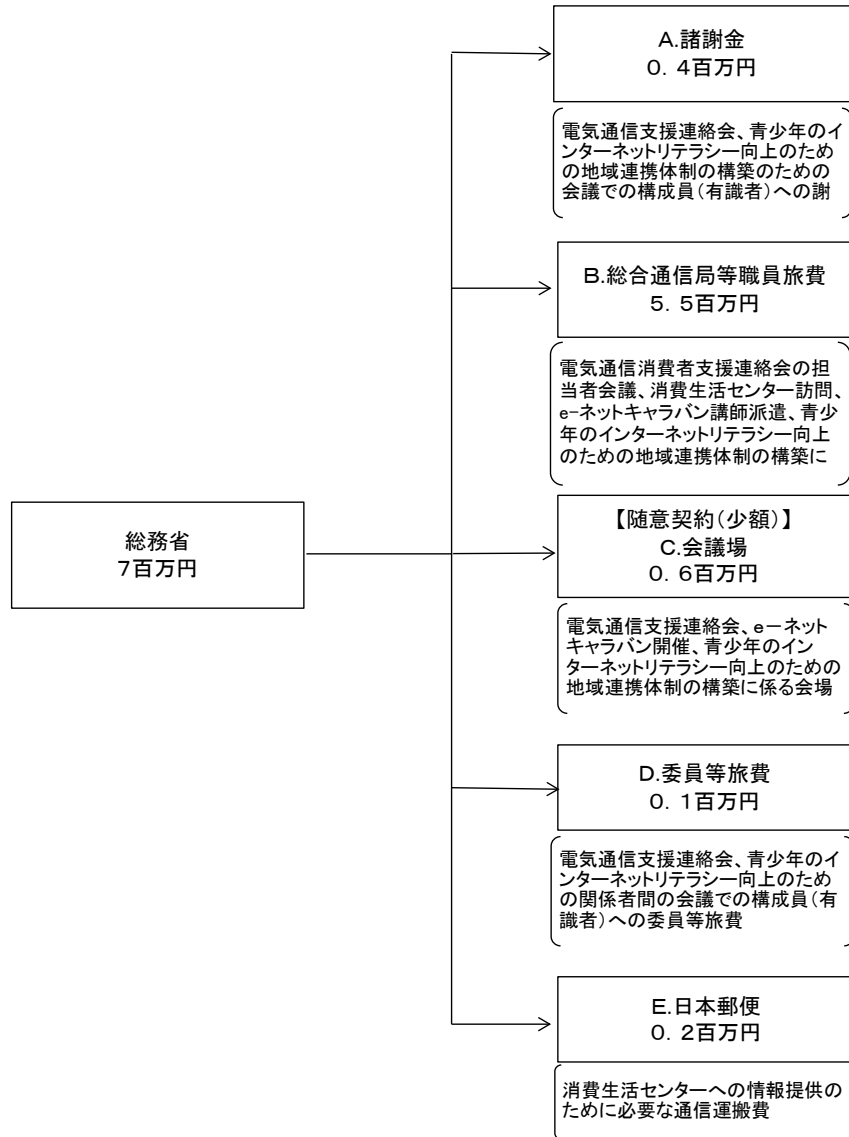 A.諸謝金
0．4百万円
電気通信支援連絡会、青少年のイ
ンターネットリテラシー向上のため
の地域連携体制の構築のための
会議での構成員（有識者）への謝
B.総合通信局等職員旅費
5．5百万円
電気通信消費者支援連絡会の担
当者会議、消費生活センター訪問、
e-ネットキャラバン講師派遣、青少
年のインターネットリテラシー向上
のための地域連携体制の構築に
総務省
7百万円
【随意契約（少額）】
C.会議場
0．6百万円
電気通信支援連絡会、e－ネット
キャラバン開催、青少年のイン
ターネットリテラシー向上のための
地域連携体制の構築に係る会場
D.委員等旅費
0．1百万円
電気通信支援連絡会、青少年のイ
ンターネットリテラシー向上のため
の関係者間の会議での構成員（有
識者）への委員等旅費
E.日本郵便
0．2百万円
消費生活センターへの情報提供の
ために必要な通信運搬費